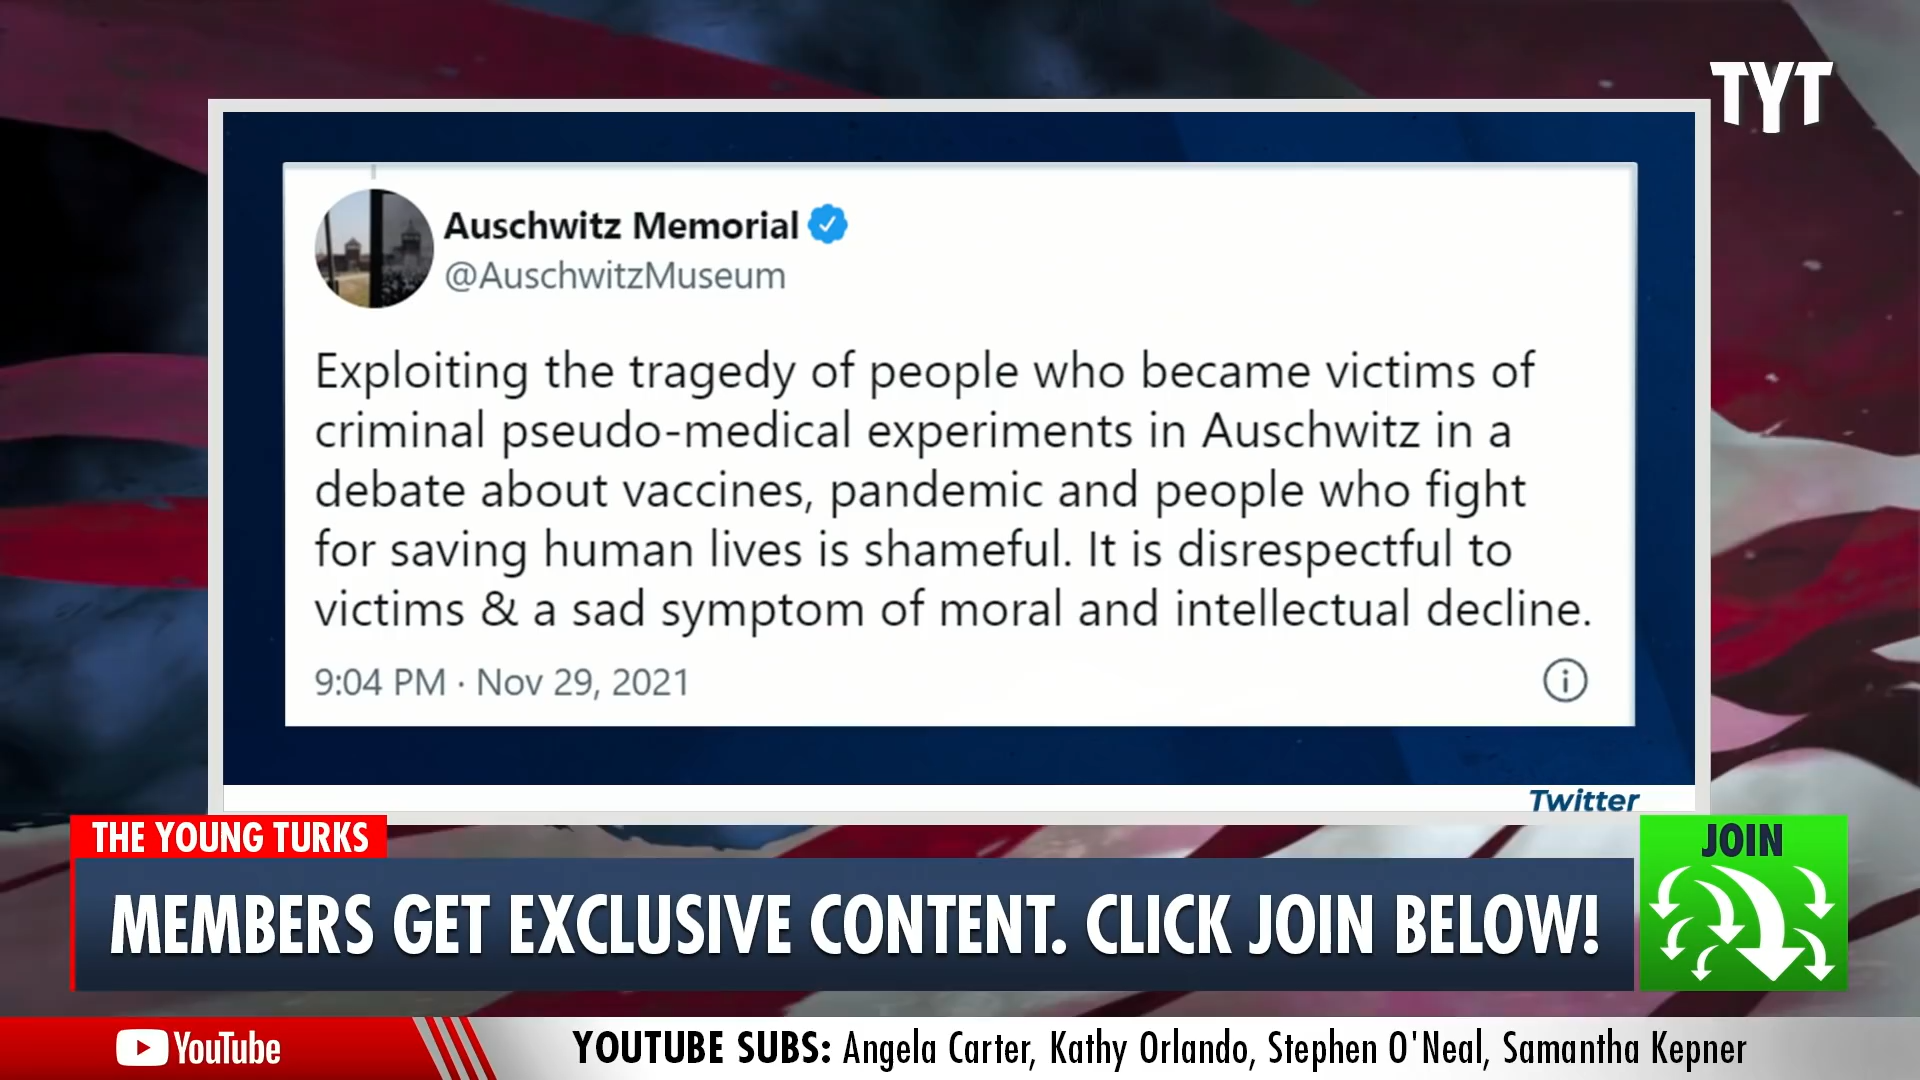 TYT
Auschwitz Memorial
@AuschwitzMuseum
Exploiting the tragedy of people who became victims of
criminal pseudo-medical experiments in Auschwitz in a
debate about vaccines, pandemic and people who fight
for saving human lives is shameful. It is disrespectful to
victims & a sad symptom of moral and intellectual decline.
9:04 PM · Nov 29, 2021
Twitter
THE YOUNG TURKS
JOIN
MEMBERS GET EXCLUSIVE CONTENT. CLICK JOIN BELOW!
YouTube
YOUTUBE SUBS: Angela Carter, Kathy Orlando, Stephen O'Neal, Samantha Kepner